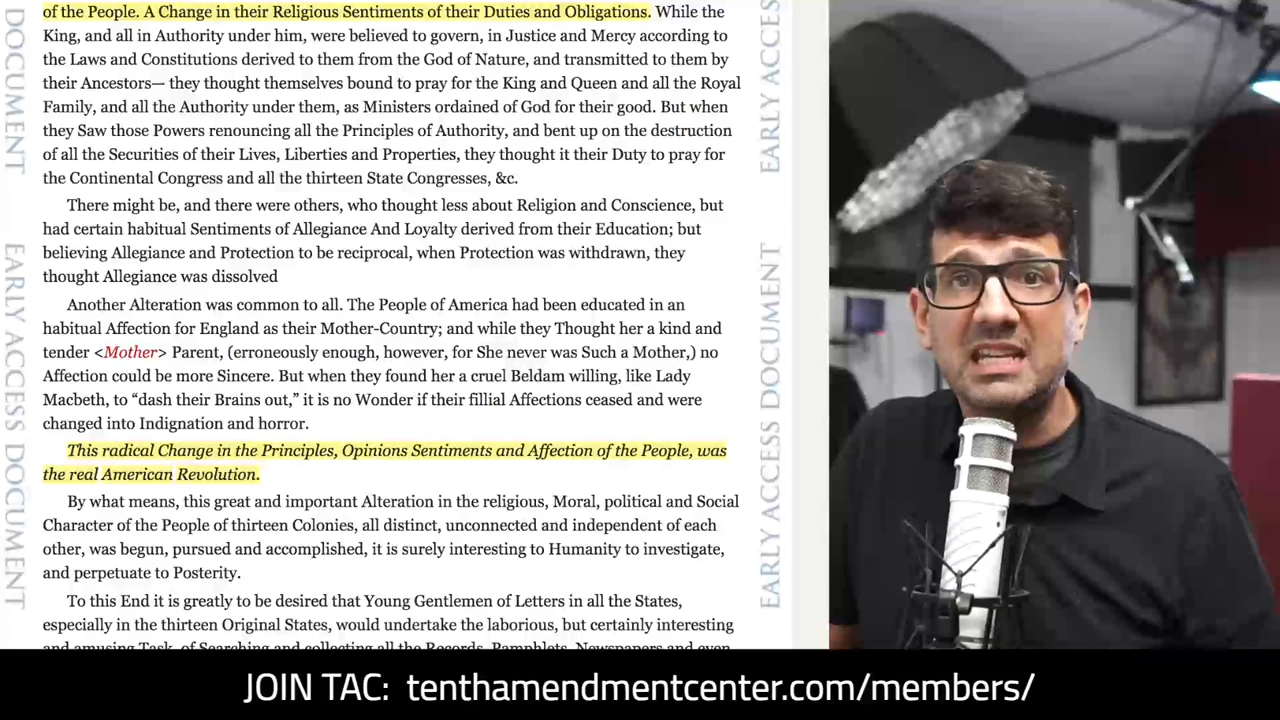 of the People. A Change in their Religious Sentiments of their Duties and Obligations. While the
King, and all in Authority under him, were believed to govern, in Justice and Mercy according to
the Laws and Constitutions derived to them from the God of Nature, and transmitted to them by
their Ancestors— they thought themselves bound to pray for the King and Queen and all the Royal
Family, and all the Authority under them, as Ministers ordained of God for their good. But when
they Saw those Powers renouncing all the Principles of Authority, and bent up on the destruction
of all the Securities of their Lives, Liberties and Properties, they thought it their Duty to pray for
the Continental Congress and all the thirteen State Congresses, &c.
There might be, and there were others, who thought less about Religion and Conscience, but
had certain habitual Sentiments of Allegiance And Loyalty derived from their Education; but
believing Allegiance and Protection to be reciprocal, when Protection was withdrawn, they
thought Allegiance was dissolved
Another Alteration was common to all. The People of America had been educated in an
habitual Affection for England as their Mother-Country; and while they Thought her a kind and
tender <Mother> Parent, (erroneously enough, however, for She never was Such a Mother,) no
Affection could be more Sincere. But when they found her a cruel Beldam willing, like Lady
Macbeth, to “dash their Brains out,” it is no Wonder if their fillial Affections ceased and were
changed into Indignation and horror.
This radical Change in the Principles, Opinions Sentiments and Affection of the People, was
the real American Revolution.
By what means, this great and important Alteration in the religious, Moral, political and Social
Character of the People of thirteen Colonies, all distinct, unconnected and independent of each
other, was begun, pursued and accomplished, it is surely interesting to Humanity to investigate,
and perpetuate to Posterity.
To this End it is greatly to be desired that Young Gentlemen of Letters in all the States,
especially in the thirteen Original States, would undertake the laborious, but certainly interesting
and amusing Task, of Searching and collecting all the Records, Pamphlets, Newspapers and even
DOCUMENT
EARLY ACCESS DOCUMENT
EARLY ACCE
EARLY ACCESS DOCUMENT
JOIN TAC: tenthamendmentcenter.com/members/